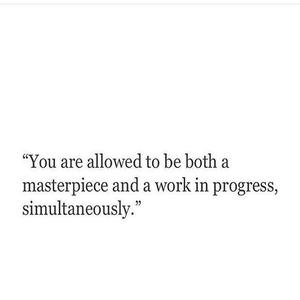 “You are allowed to be both a
masterpiece and a work in progress,
simultaneously.”